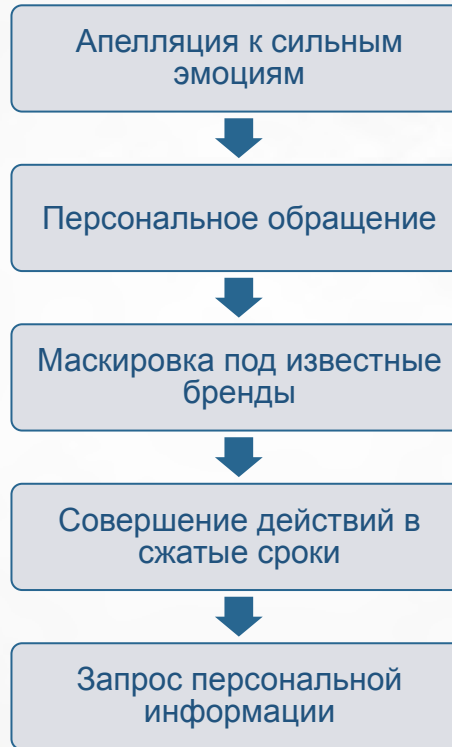 Апелляция к сильным
эмоциям
Персональное обращение
Маскировка под известные
бренды
Совершение действий в
сжатые сроки
Запрос персональной
информации